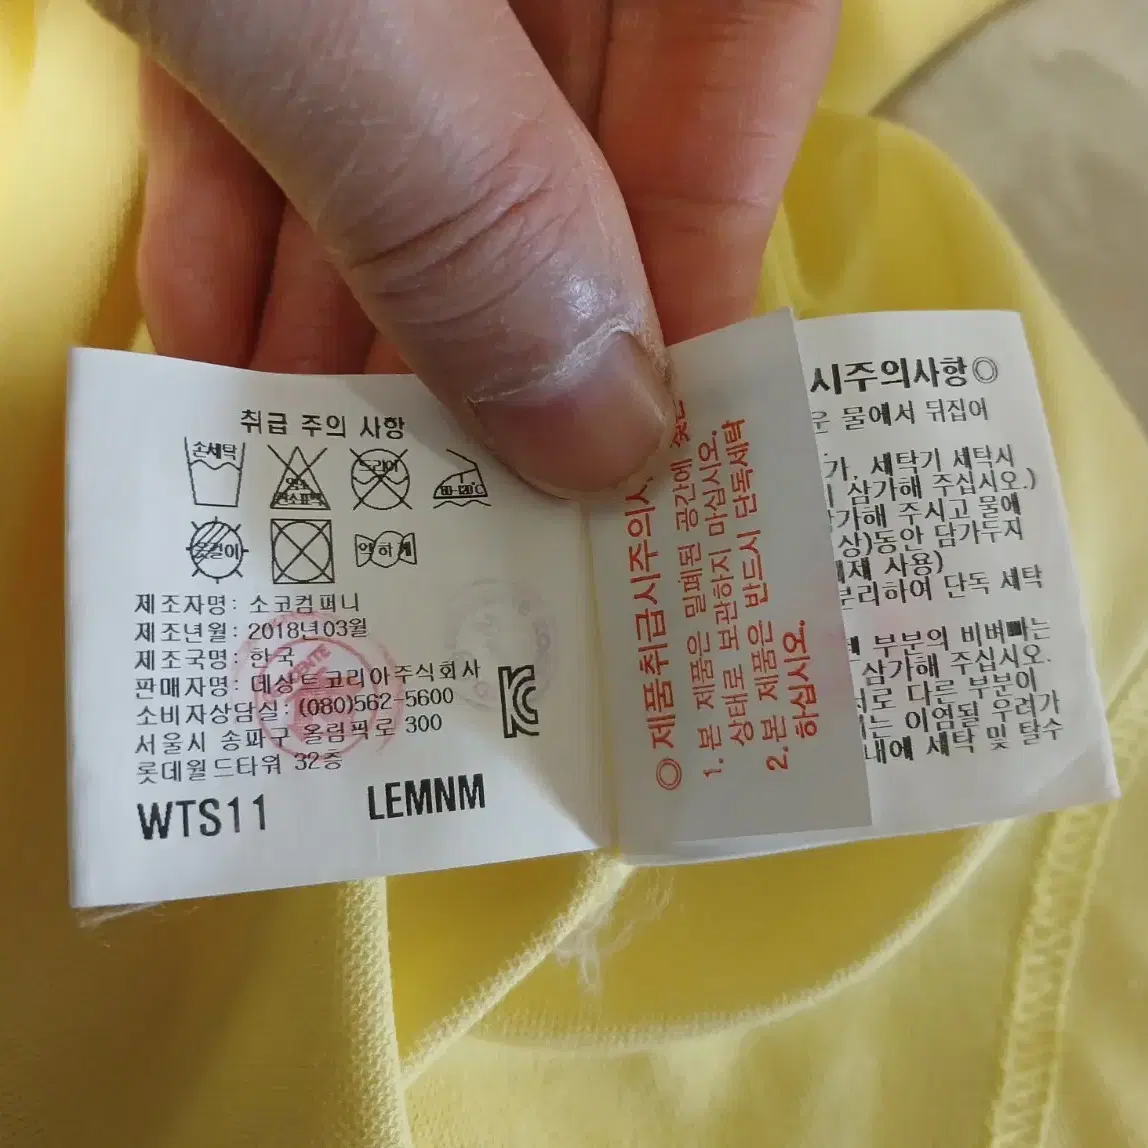 취급 주의 사항
손세탁
염소
드라이
80~120℃
약하게
제조자명: 소코컴퍼니
제조년월: 2018년03월
제조국명: 한국
판매자명: 데상트코리아주식회사
소비자상담실: (080)562-5600
서울시 송파구 올림픽로 300
롯데월드타워 32층
WTS11 LEMNM
◎ 제품취급시주의사
1. 본 제품은 밀폐된 공간에 젖은
상태로 보관하지 마십시오.
2. 본 제품은 반드시 단독세탁
하십시오.
시주의사항◎
운 물에서 뒤집어
가, 세탁기 세탁시
삼가해 주십시오.)
가해 주시고 물에
상)동안 담가두지
사용)
분리하여 단독 세탁
부분의 비벼빠는
삼가해 주십시오.
로 다른 부분이
는 이염될 우려가
내에 세탁 및 탈수